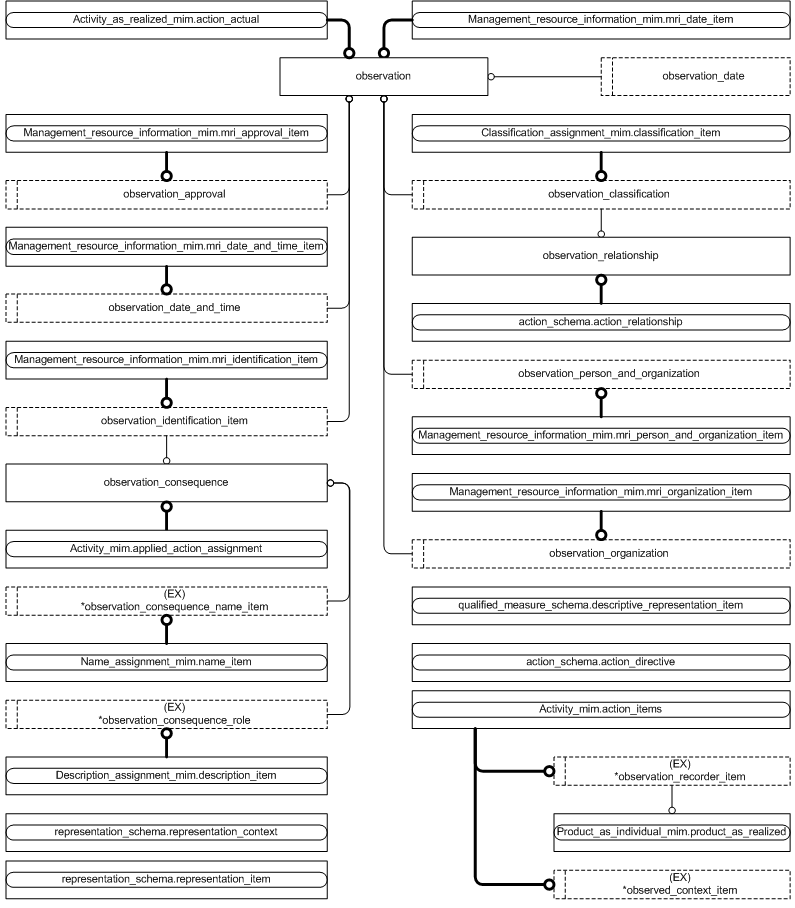 Activity_as_realized_mim.action_actual
Management_resource_information_mim.mri_date_item
observation
observation_date
Management_resource_information_mim.mri_approval_item
Classification_assignment_mim.classification_item
observation_approval
observation_classification
Management_resource_information_mim.mri_date_and_time_item
observation_relationship
observation_date_and_time
action_schema.action_relationship
Management_resource_information_mim.mri_identification_item
observation_person_and_organization
observation_identification_item
Management_resource_information_mim.mri_person_and_organization_item
observation_consequence
Management_resource_information_mim.mri_organization_item
Activity_mim.applied_action_assignment
observation_organization
(EX)
*observation_consequence_name_item
qualified_measure_schema.descriptive_representation_item
Name_assignment_mim.name_item
action_schema.action_directive
(EX)
*observation_consequence_role
Activity_mim.action_items
Description_assignment_mim.description_item
(EX)
*observation_recorder_item
representation_schema.representation_context
Product_as_individual_mim.product_as_realized
representation_schema.representation_item
(EX)
*observed_context_item